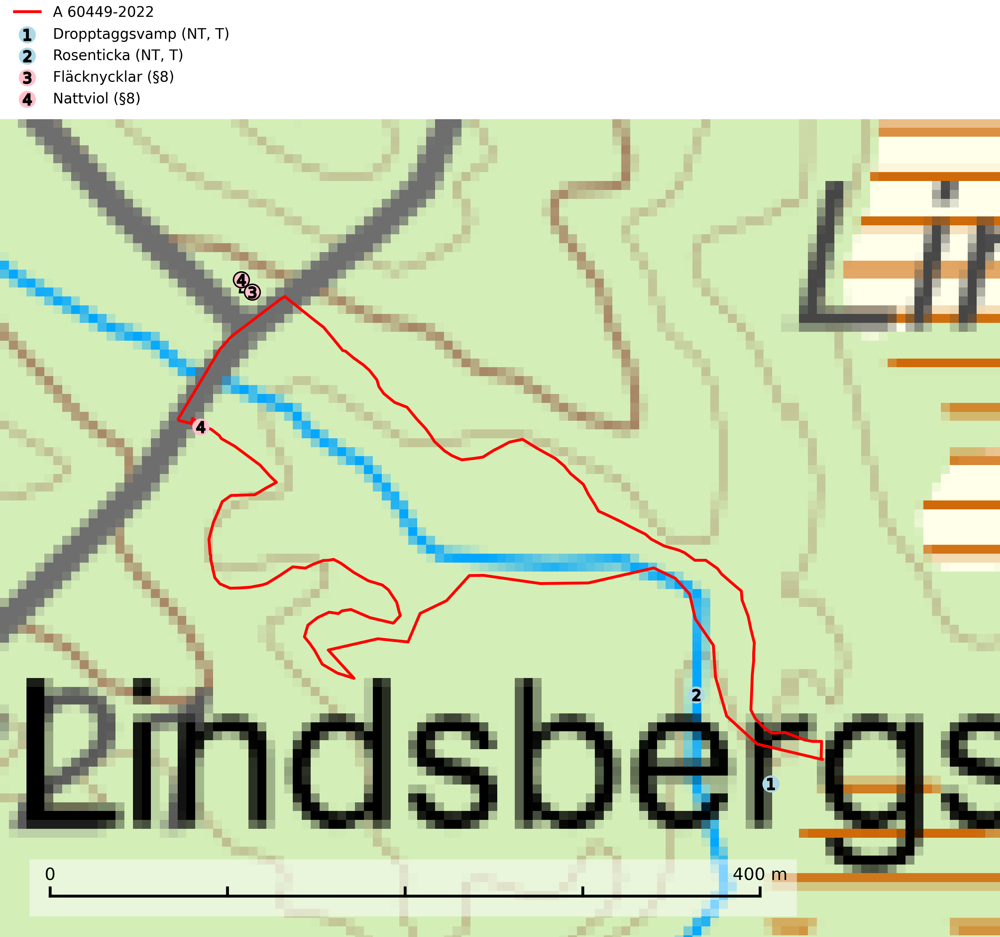 A 60449-2022
1 Dropptaggsvamp (NT, T)
2 Rosenticka (NT, T)
3 Fläcknycklar (§8)
4 Nattviol (§8)
4
3
4
2
Lindsbergs
1
0 400 m